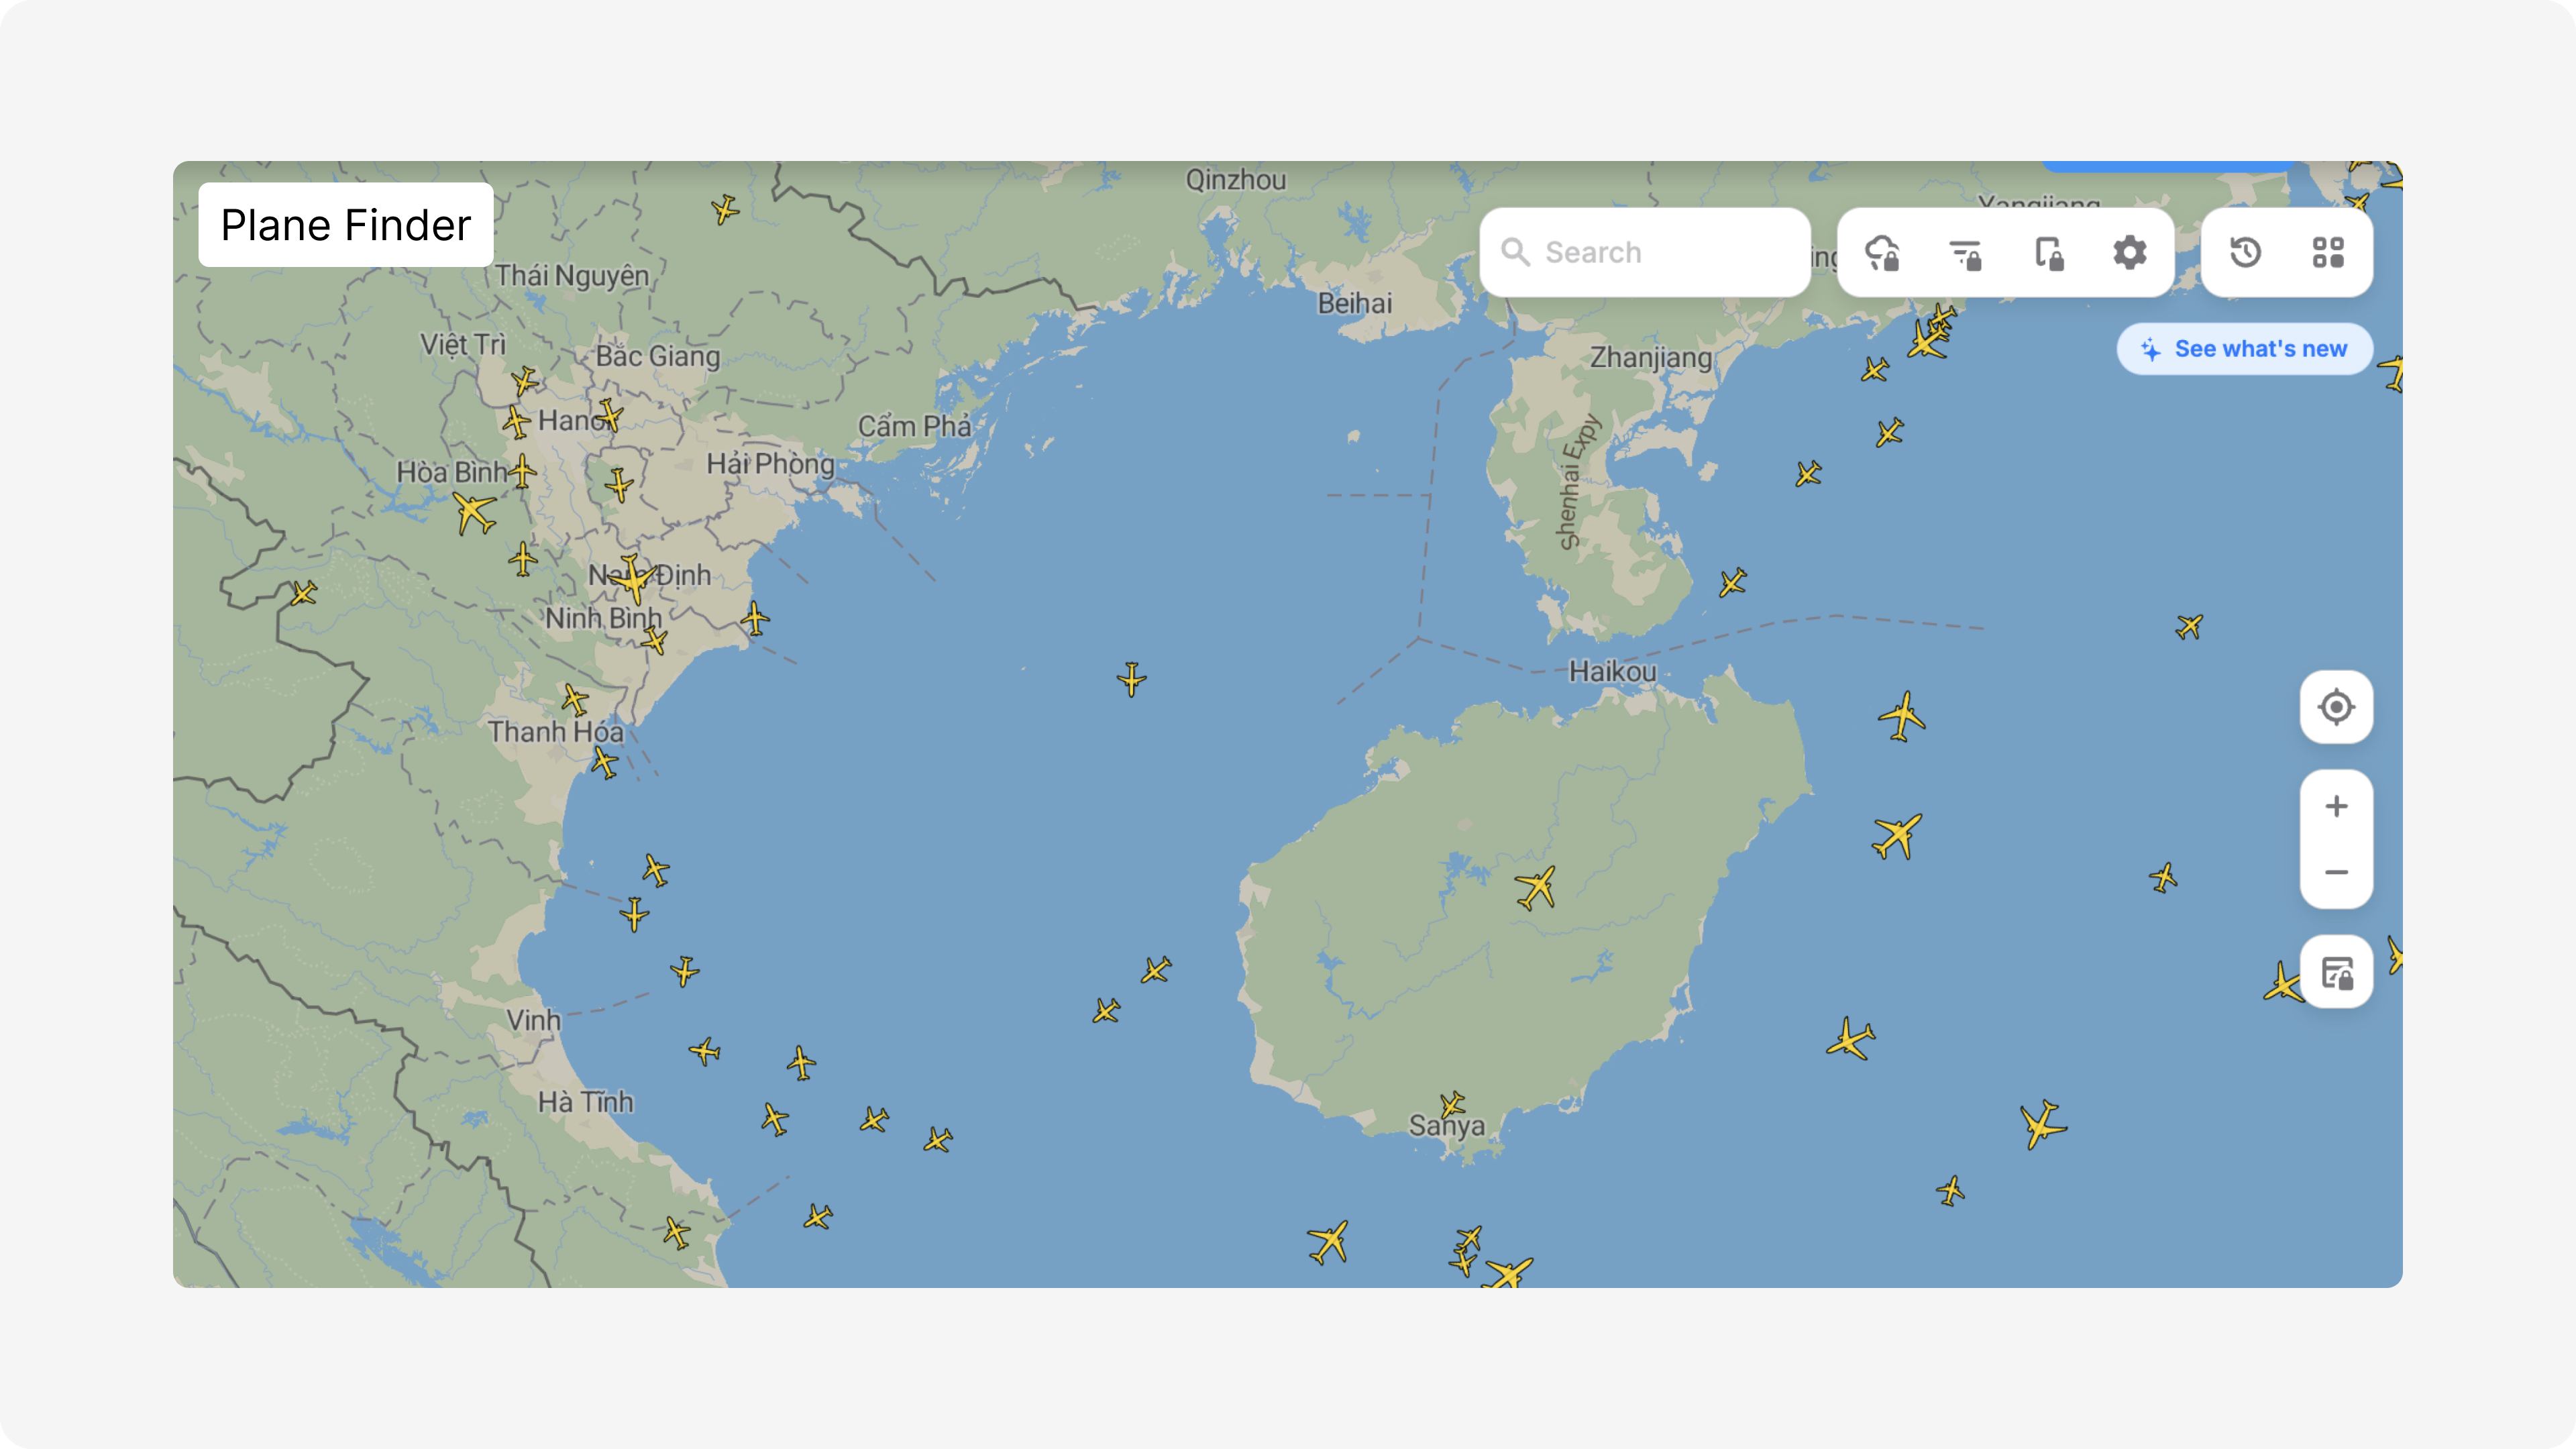 Qinzhou
Yangjiang
Plane Finder
Search
Thái Nguyên
Beihai
Việt Trì
Bắc Giang
Zhanjiang
See what's new
Hanoi
Cẩm Phả
Hòa Bình
Hải Phòng
Shenhai Expy
Nam Định
Ninh Bình
Haikou
Thanh Hóa
Vinh
Hà Tĩnh
Sanya